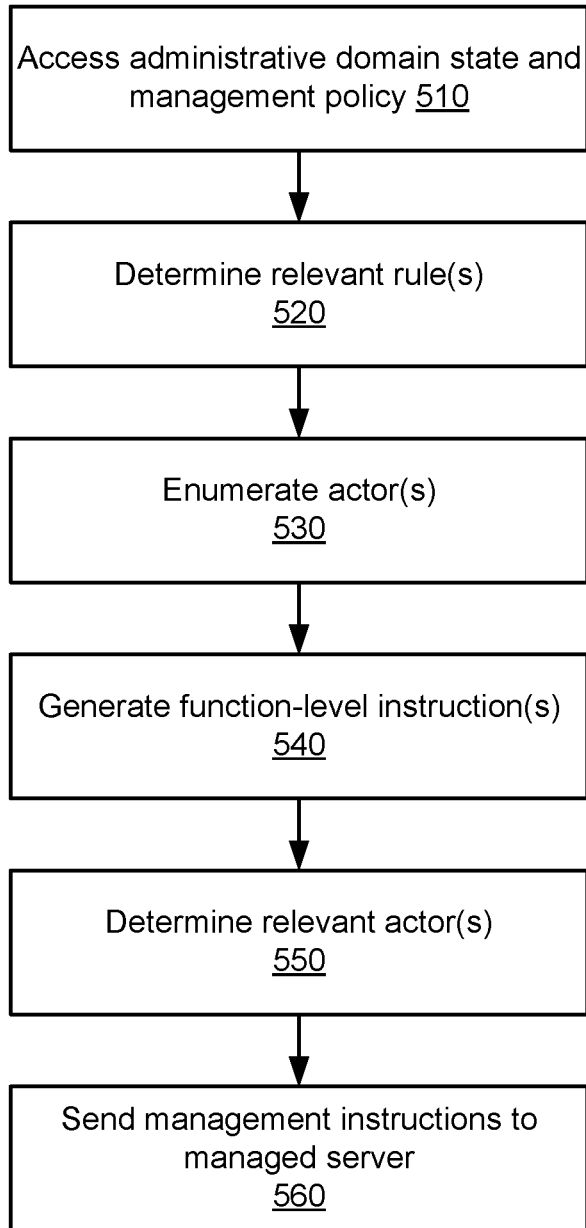 Access administrative domain state and
management policy 510
Determine relevant rule(s)
520
Enumerate actor(s)
530
Generate function-level instruction(s)
540
Determine relevant actor(s)
550
Send management instructions to
managed server
560